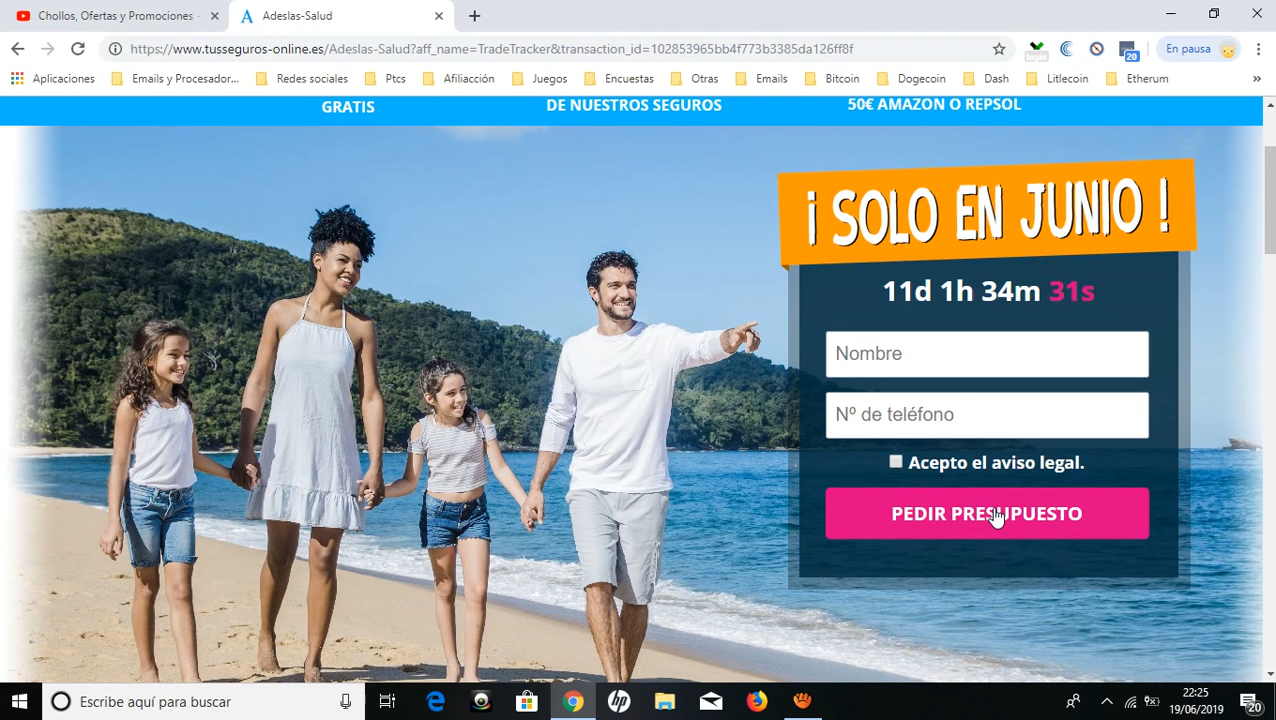 Chollos, Ofertas y Promociones -
Adeslas-Salud
https://www.tusseguros-online.es/Adeslas-Salud?aff_name=TradeTracker&transaction_id=102853965bb4f773b3385da126ff8f
20
En pausa
Aplicaciones
Emails y Procesador...
Redes sociales
Ptcs
Afiliacción
Juegos
Encuestas
Otras
Emails
Bitcoin
Dogecoin
Dash
Litlecoin
Etherum
»
GRATIS
DE NUESTROS SEGUROS
50€ AMAZON O REPSOL
¡ SOLO EN JUNIO !
11d 1h 34m 31s
Nombre
Nº de teléfono
Acepto el aviso legal.
PEDIR PRESUPUESTO
Escribe aquí para buscar
hp
22:25
19/06/2019
20